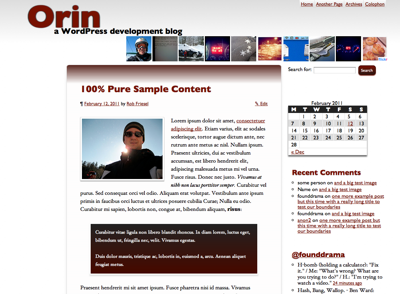 Home Another Page Archives Colophon
Orin
a WordPress development blog
Search for:
Search
100% Pure Sample Content
¶ February 12, 2011 by Rob Friesel
✎ Edit
Lorem ipsum dolor sit amet, consectetuer
adipiscing elit. Etiam varius, elit ac sodales
scelerisque, tortor augue dictum ante, nec
rutrum ante metus ac nisl. Nullam ipsum.
Praesent ultricies, dui ac vestibulum
accumsan, est libero hendrerit elit,
adipiscing malesuada metus mi vel urna.
Fusce risus. Donec nec justo. Vivamus ut
nibh non lacus porttitor semper. Curabitur vel
purus. Sed consequat orci vel odio. Aliquam erat volutpat. Vestibulum ante ipsum
primis in faucibus orci luctus et ultrices posuere cubilia Curae; Nulla eu odio.
Curabitur mi sapien, lobortis non, congue at, bibendum aliquam, risus:
Curabitur vitae ligula non libero blandit rhoncus. In diam lorem, luctus eget,
bibendum ut, fringilla nec, velit. Vivamus egestas.
Duis dolor mauris, tristique ac, lobortis in, euismod a, arcu. Aenean aliquet
feugiat metus.
Praesent hendrerit mi sit amet ipsum. Fusce pharetra nisi id massa. Vivamus
February 2011
M T W T F S S
1 2 3 4 5 6
7 8 9 10 11 12 13
14 15 16 17 18 19 20
21 22 23 24 25 26 27
28
« Dec
Recent Comments
some person on and a big test image
Name on and a big test image
founddrama on one more example post
but this time with a really long title to
test our boundaries
anon2 on one more example post but
this time with a really long title to test
our boundaries
@founddrama
H-bomb (holding a calculator): "Fix
it." / Me: "What's wrong? What are
you trying to do?" / H.: "I'm trying to
watch a video." 24 minutes ago
Hash, Bang, Wallop. - Ben Ward: